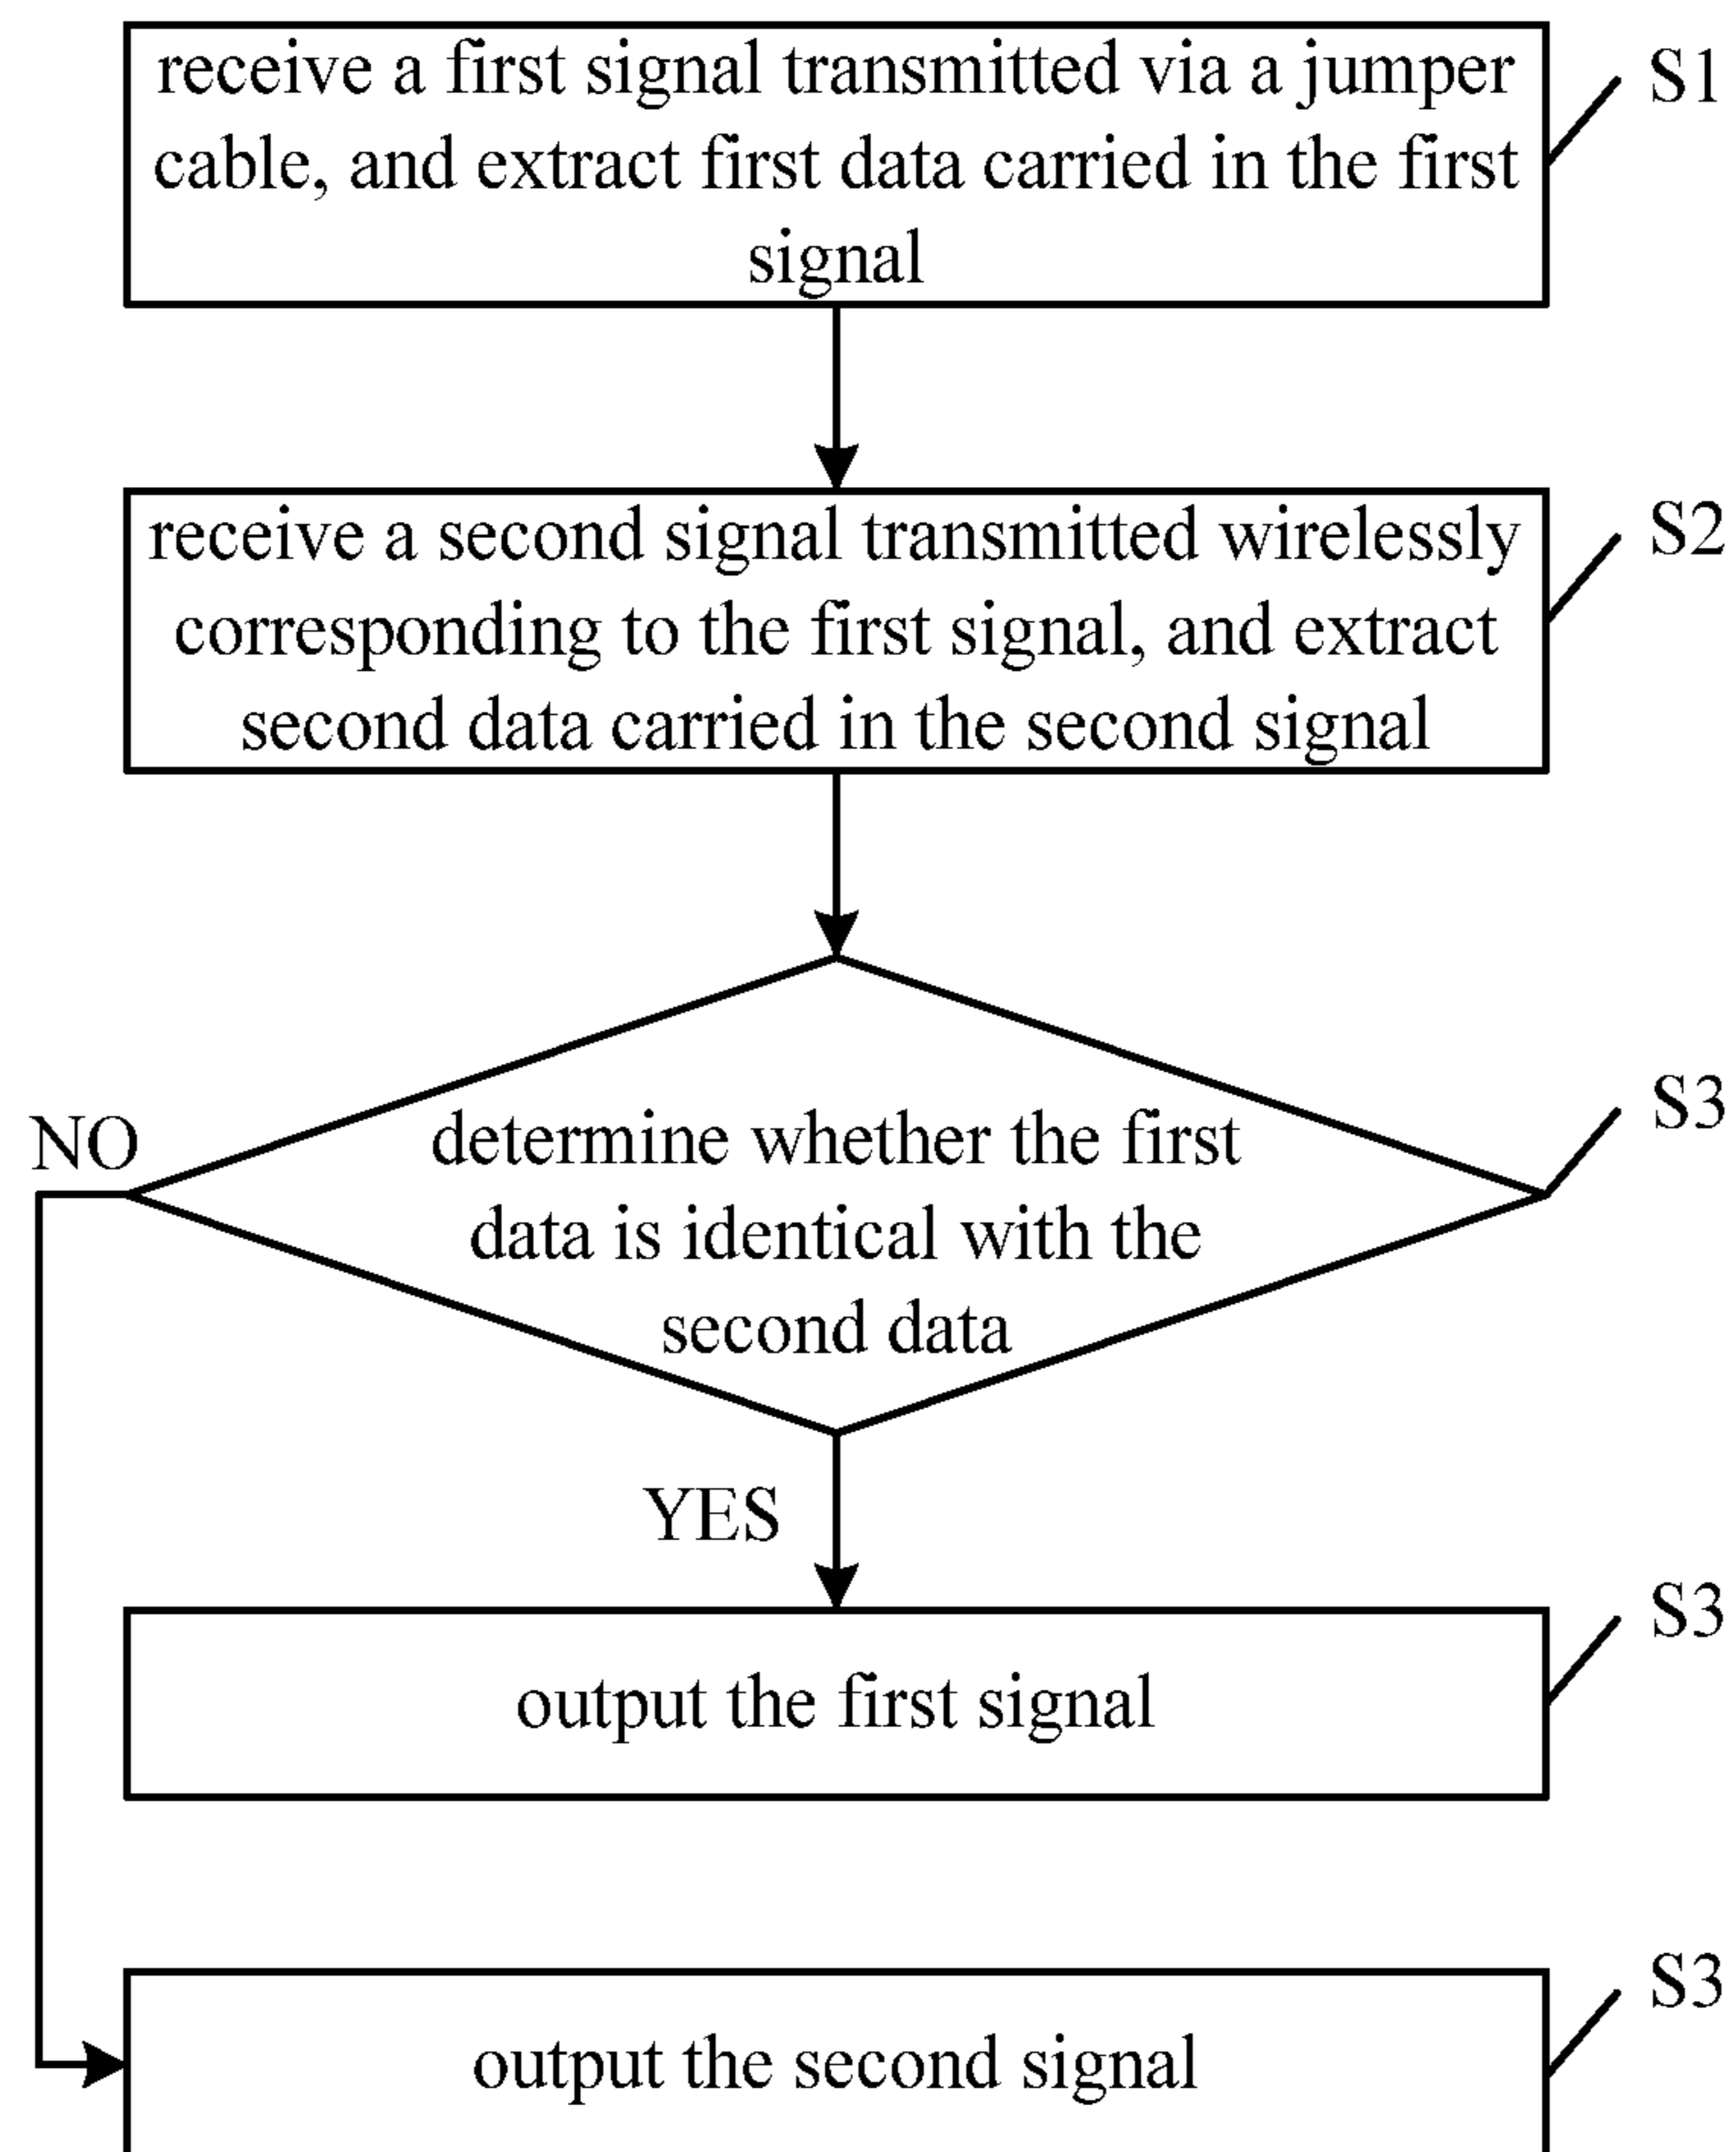 receive a first signal transmitted via a jumper
cable, and extract first data carried in the first
signal
S1
receive a second signal transmitted wirelessly
corresponding to the first signal, and extract
second data carried in the second signal
S2
determine whether the first
data is identical with the
second data
S3
NO
YES
output the first signal
S3
output the second signal
S3